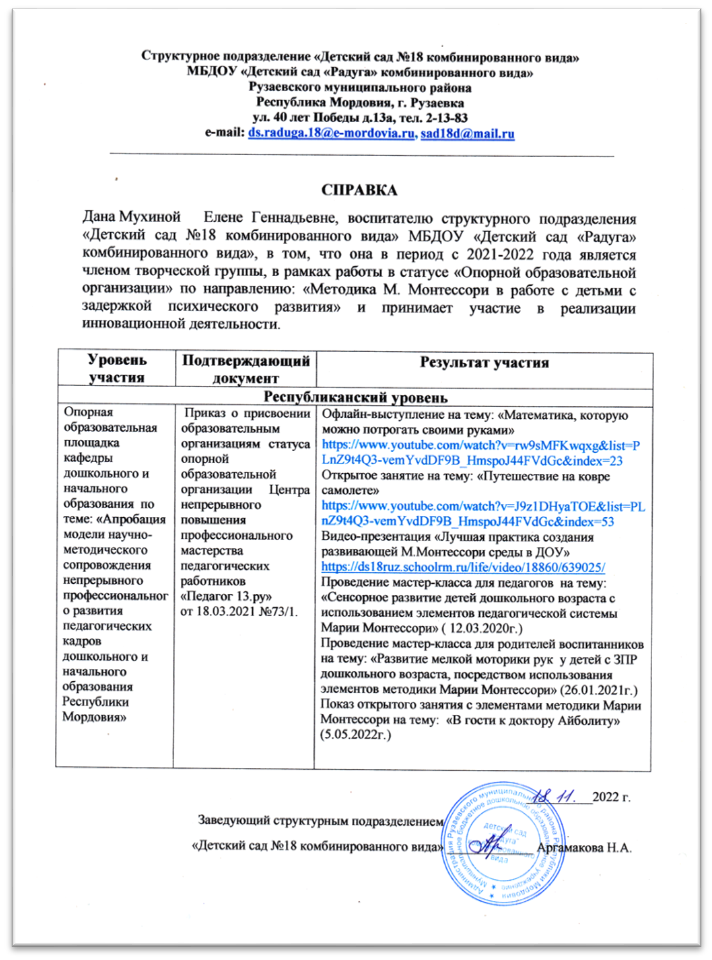 Структурное подразделение «Детский сад №18 комбинированного вида»
МБДОУ «Детский сад «Радуга» комбинированного вида»
Рузаевского муниципального района
Республика Мордовия, г. Рузаевка
ул. 40 лет Победы д.13а, тел. 2-13-83
e-mail: ds.raduga.18@e-mordovia.ru, sad18d@mail.ru
СПРАВКА
Дана Мухиной Елене Геннадьевне, воспитателю структурного подразделения
«Детский сад №18 комбинированного вида» МБДОУ «Детский сад «Радуга»
комбинированного вида», в том, что она в период с 2021-2022 года является
членом творческой группы, в рамках работы в статусе «Опорной образовательной
организации» по направлению: «Методика М. Монтессори в работе с детьми с
задержкой психического развития» и принимает участие в реализации
инновационной деятельности.
Уровень
участия
Подтверждающий
документ
Результат участия
Республиканский уровень
Опорная
образовательная
площадка
кафедры
дошкольного и
начального
образования по
теме: «Апробация
модели научно-
методического
сопровождения
непрерывного
профессиональног
о развития
педагогических
кадров
дошкольного и
начального
образования
Республики
Мордовия»
Приказ о присвоении
образовательным
организациям статуса
опорной
образовательной
организации Центра
непрерывного
повышения
профессионального
мастерства
педагогических
работников
«Педагог 13.ру»
от 18.03.2021 №73/1.
Офлайн-выступление на тему: «Математика, которую
можно потрогать своими руками»
https://www.youtube.com/watch?v=rw9sMFKwqxg&list=P
LnZ9t4Q3-vemYvdDF9B_HmspoJ44FVdGc&index=23
Открытое занятие на тему: «Путешествие на ковре
самолете»
https://www.youtube.com/watch?v=J9z1DHyaTOE&list=PL
nZ9t4Q3-vemYvdDF9B_HmspoJ44FVdGc&index=53
Видео-презентация «Лучшая практика создания
развивающей М.Монтессори среды в ДОУ»
https://ds18ruz.schoolrm.ru/life/video/18860/639025/
Проведение мастер-класса для педагогов на тему:
«Сенсорное развитие детей дошкольного возраста с
использованием элементов педагогической системы
Марии Монтессори» ( 12.03.2020г.)
Проведение мастер-класса для родителей воспитанников
на тему: «Развитие мелкой моторики рук у детей с ЗПР
дошкольного возраста, посредством использования
элементов методики Марии Монтессори» (26.01.2021г.)
Показ открытого занятия с элементами методики Марии
Монтессори на тему: «В гости к доктору Айболиту»
(5.05.2022г.)
18.11. 2022 г.
Заведующий структурным подразделением
«Детский сад №18 комбинированного вида» Аргамакова Н.А.
Администрация Рузаевского муниципального района Республики Мордовия
детский сад